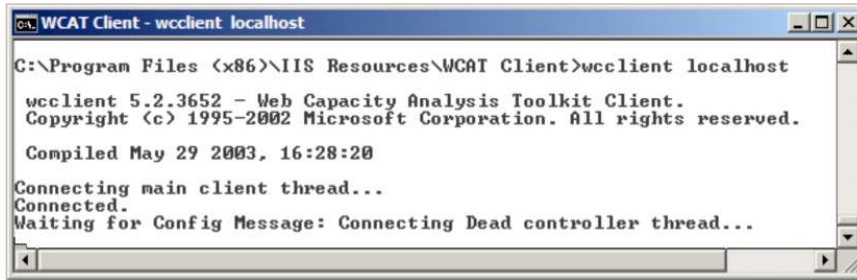 WCAT Client - wcclient localhost
C:\Program Files (x86)\IIS Resources\WCAT Client>wcclient localhost
wcclient 5.2.3652 - Web Capacity Analysis Toolkit Client.
Copyright (c) 1995-2002 Microsoft Corporation. All rights reserved.
Compiled May 29 2003, 16:28:20
Connecting main client thread...
Connected.
Waiting for Config Message: Connecting Dead controller thread...